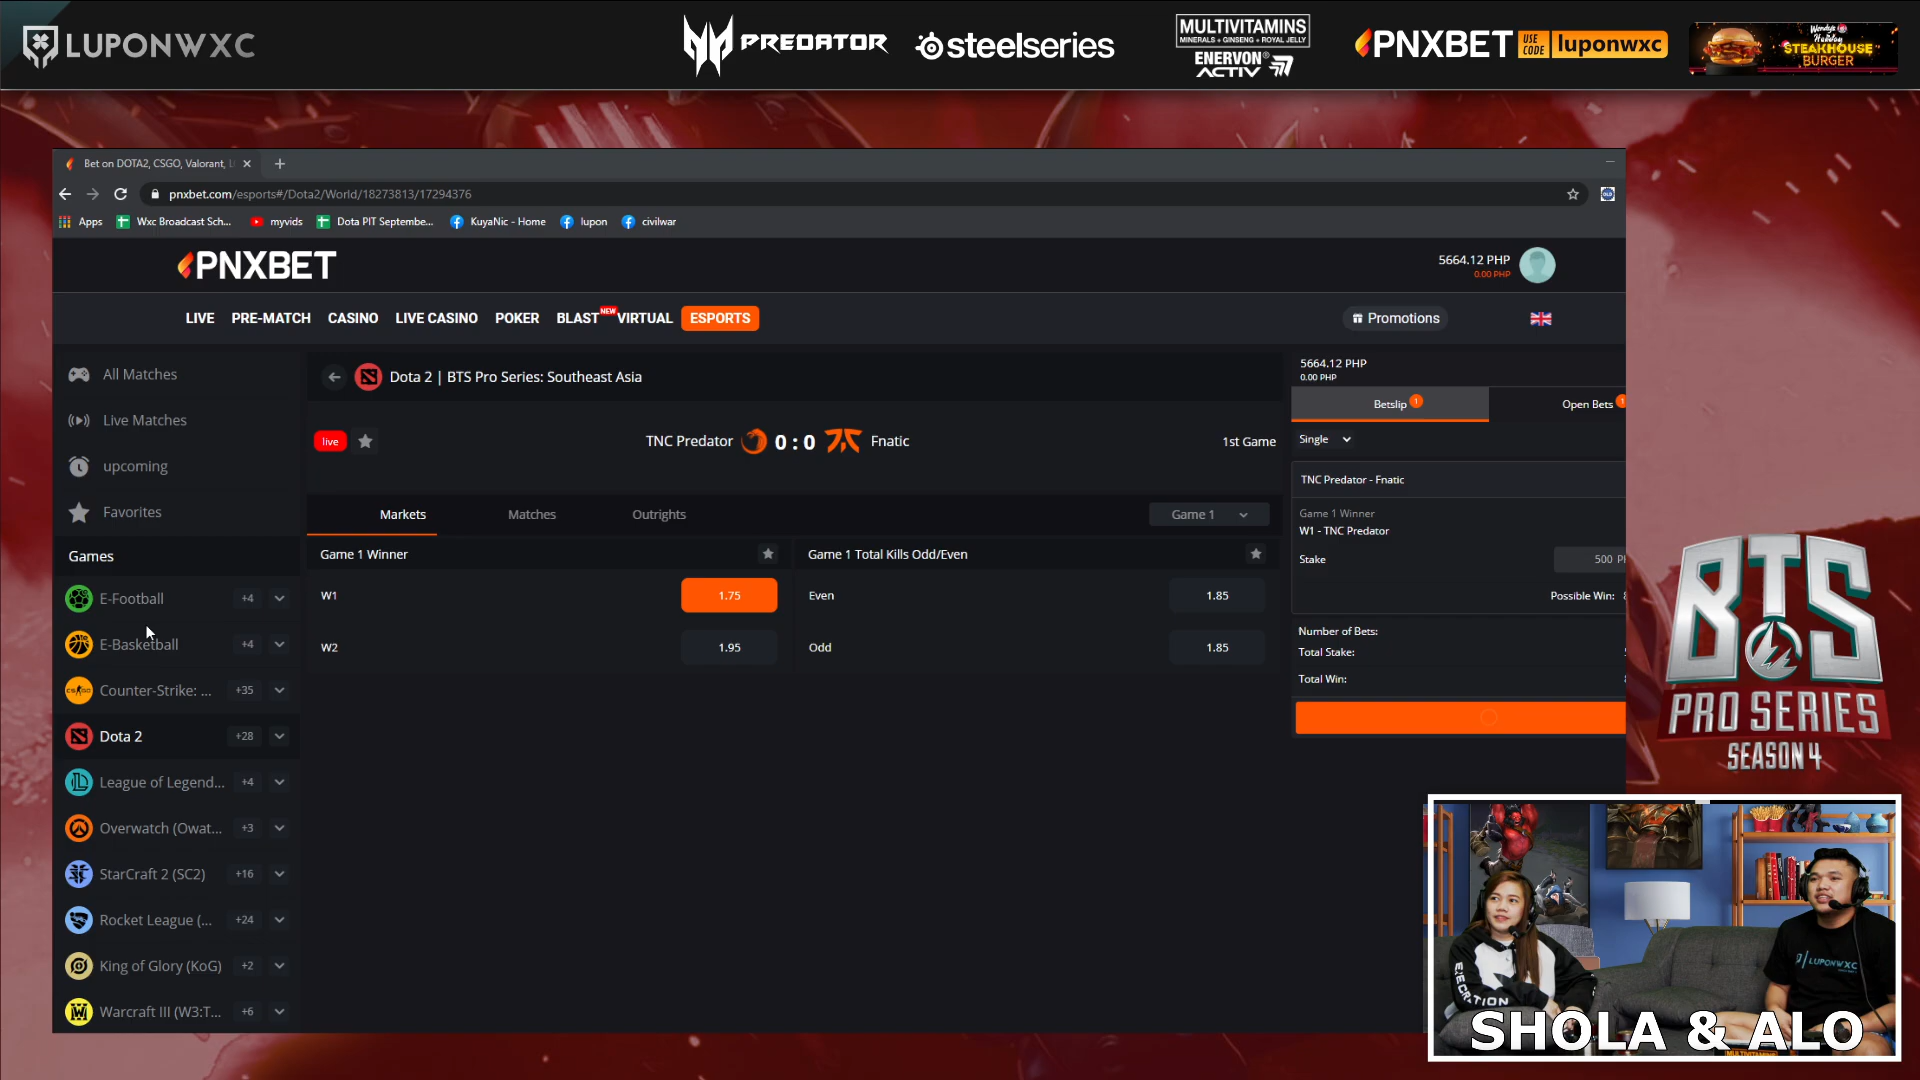 LUPONWXC
PREDATOR
steelseries
MULTIVITAMINS
MINERALS + GINSENG + ROYAL JELLY
ENERVON
ACTIV
PNXBET
USE CODE
luponwxc
Wendy's
STEAKHOUSE
BURGER
Bet on DOTA2, CSGO, Valorant, L
pnxbet.com/esports#/Dota2/World/18273813/17294376
Apps
Wxc Broadcast Sch...
myvids
Dota PIT Septembe...
KuyaNic - Home
lupon
civilwar
PNXBET
5664.12 PHP
0.00 PHP
LIVE
PRE-MATCH
CASINO
LIVE CASINO
POKER
BLAST
NEW
VIRTUAL
ESPORTS
Promotions
All Matches
Live Matches
upcoming
Favorites
Games
E-Football +4
E-Basketball +4
Counter-Strike: ... +35
Dota 2 +28
League of Legend... +4
Overwatch (Owat... +3
StarCraft 2 (SC2) +16
Rocket League (... +24
King of Glory (KoG) +2
Warcraft III (W3:T... +6
Dota 2 | BTS Pro Series: Southeast Asia
live
TNC Predator 0 : 0 Fnatic
1st Game
Markets
Matches
Outrights
Game 1
Game 1 Winner
W1 1.75
W2 1.95
Game 1 Total Kills Odd/Even
Even 1.85
Odd 1.85
5664.12 PHP
0.00 PHP
Betslip 1
Open Bets
Single
TNC Predator - Fnatic
Game 1 Winner
W1 - TNC Predator
Stake
500 P
Possible Win:
Number of Bets:
Total Stake:
Total Win:
BTS
PRO SERIES
SEASON 4
EXECRATION
LUPONWXC
SHOLA & ALO
MULTIVITAMINS